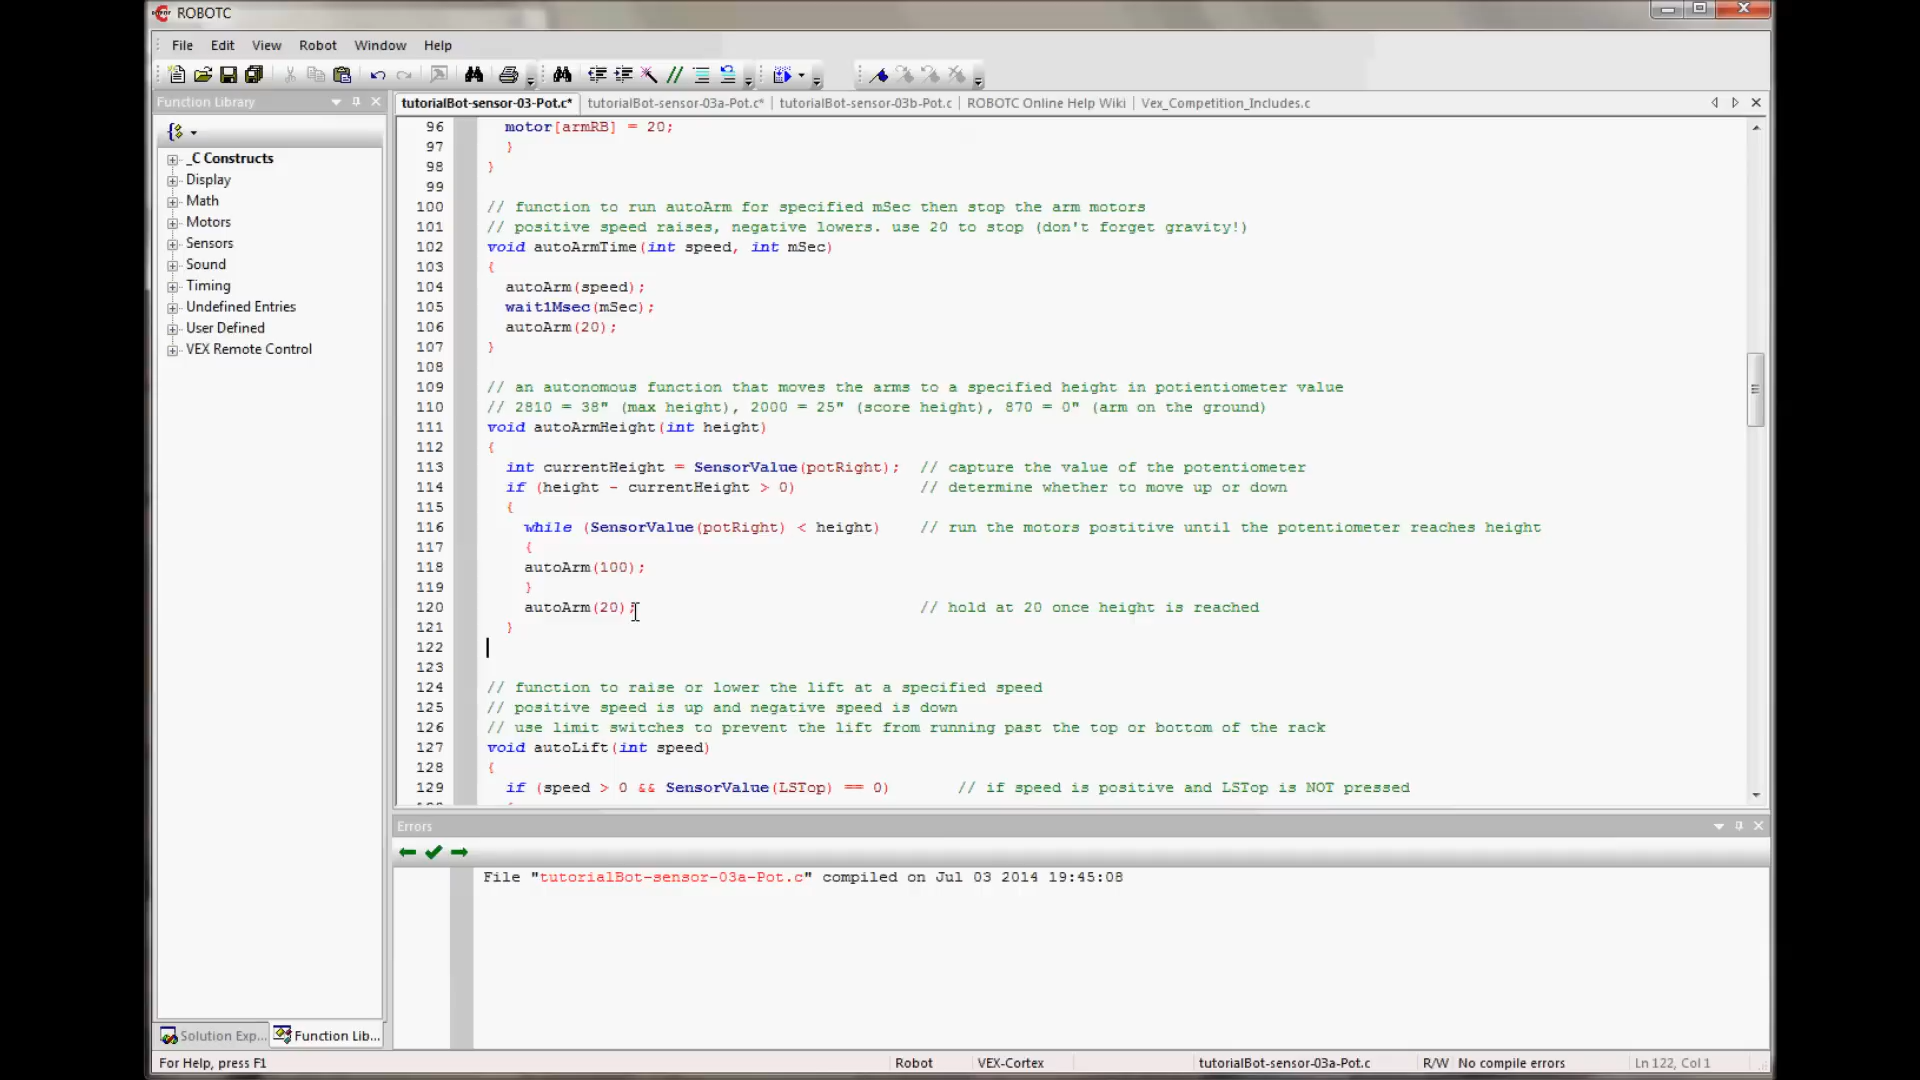 ROBOTC
File Edit View Robot Window Help
Function Library
tutorialBot-sensor-03-Pot.c* tutorialBot-sensor-03a-Pot.c* tutorialBot-sensor-03b-Pot.c ROBOTC Online Help Wiki Vex_Competition_Includes.c
_C Constructs
Display
Math
Motors
Sensors
Sound
Timing
Undefined Entries
User Defined
VEX Remote Control
96 motor[armRB] = 20;
97 }
98 }
99
100 // function to run autoArm for specified mSec then stop the arm motors
101 // positive speed raises, negative lowers. use 20 to stop (don't forget gravity!)
102 void autoArmTime(int speed, int mSec)
103 {
104 autoArm(speed);
105 wait1Msec(mSec);
106 autoArm(20);
107 }
108
109 // an autonomous function that moves the arms to a specified height in potientiometer value
110 // 2810 = 38" (max height), 2000 = 25" (score height), 870 = 0" (arm on the ground)
111 void autoArmHeight(int height)
112 {
113 int currentHeight = SensorValue(potRight); // capture the value of the potentiometer
114 if (height - currentHeight > 0) // determine whether to move up or down
115 {
116 while (SensorValue(potRight) < height) // run the motors postitive until the potentiometer reaches height
117 {
118 autoArm(100);
119 }
120 autoArm(20); // hold at 20 once height is reached
121 }
122
123
124 // function to raise or lower the lift at a specified speed
125 // positive speed is up and negative speed is down
126 // use limit switches to prevent the lift from running past the top or bottom of the rack
127 void autoLift(int speed)
128 {
129 if (speed > 0 && SensorValue(LSTop) == 0) // if speed is positive and LSTop is NOT pressed
Errors
File "tutorialBot-sensor-03a-Pot.c" compiled on Jul 03 2014 19:45:08
Solution Exp... Function Lib...
For Help, press F1 Robot VEX-Cortex tutorialBot-sensor-03a-Pot.c R/W No compile errors Ln 122, Col 1